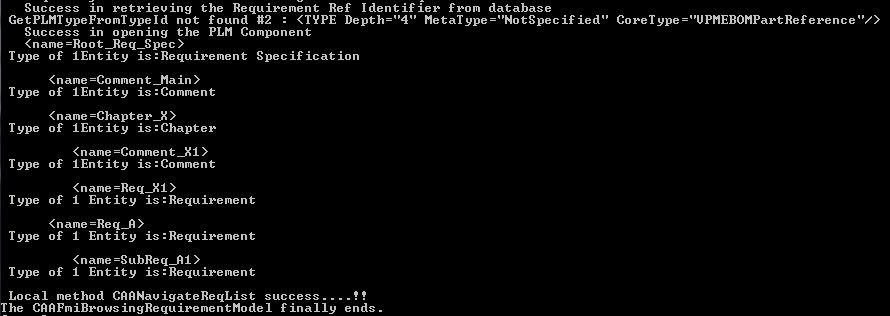 Success in retrieving the Requirement Ref Identifier from database
GetPLMTypeFromTypeId not found #2 : <TYPE Depth="4" MetaType="NotSpecified" CoreType="VPMEBOMPartReference"/>
Success in opening the PLM Component
<name=Root_Req_Spec>
Type of 1Entity is:Requirement Specification
<name=Comment_Main>
Type of 1Entity is:Comment
<name=Chapter_X>
Type of 1Entity is:Chapter
<name=Comment_X1>
Type of 1Entity is:Comment
<name=Req_X1>
Type of 1 Entity is:Requirement
<name=Req_A>
Type of 1 Entity is:Requirement
<name=SubReq_A1>
Type of 1 Entity is:Requirement
Local method CAANavigateReqList success....!!
The CAAFmiBrowsingRequirementModel finally ends.